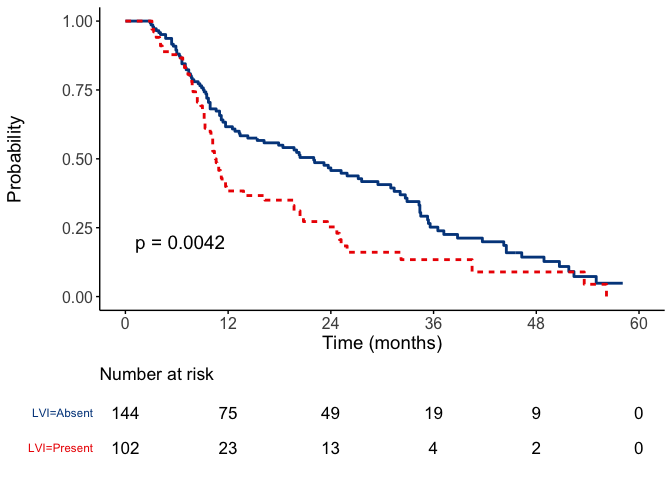 1.00
0.75
0.50
0.25
0.00
Probability
p = 0.0042
0 12 24 36 48 60
Time (months)
Number at risk
LVI=Absent 144 75 49 19 9 0
LVI=Present 102 23 13 4 2 0